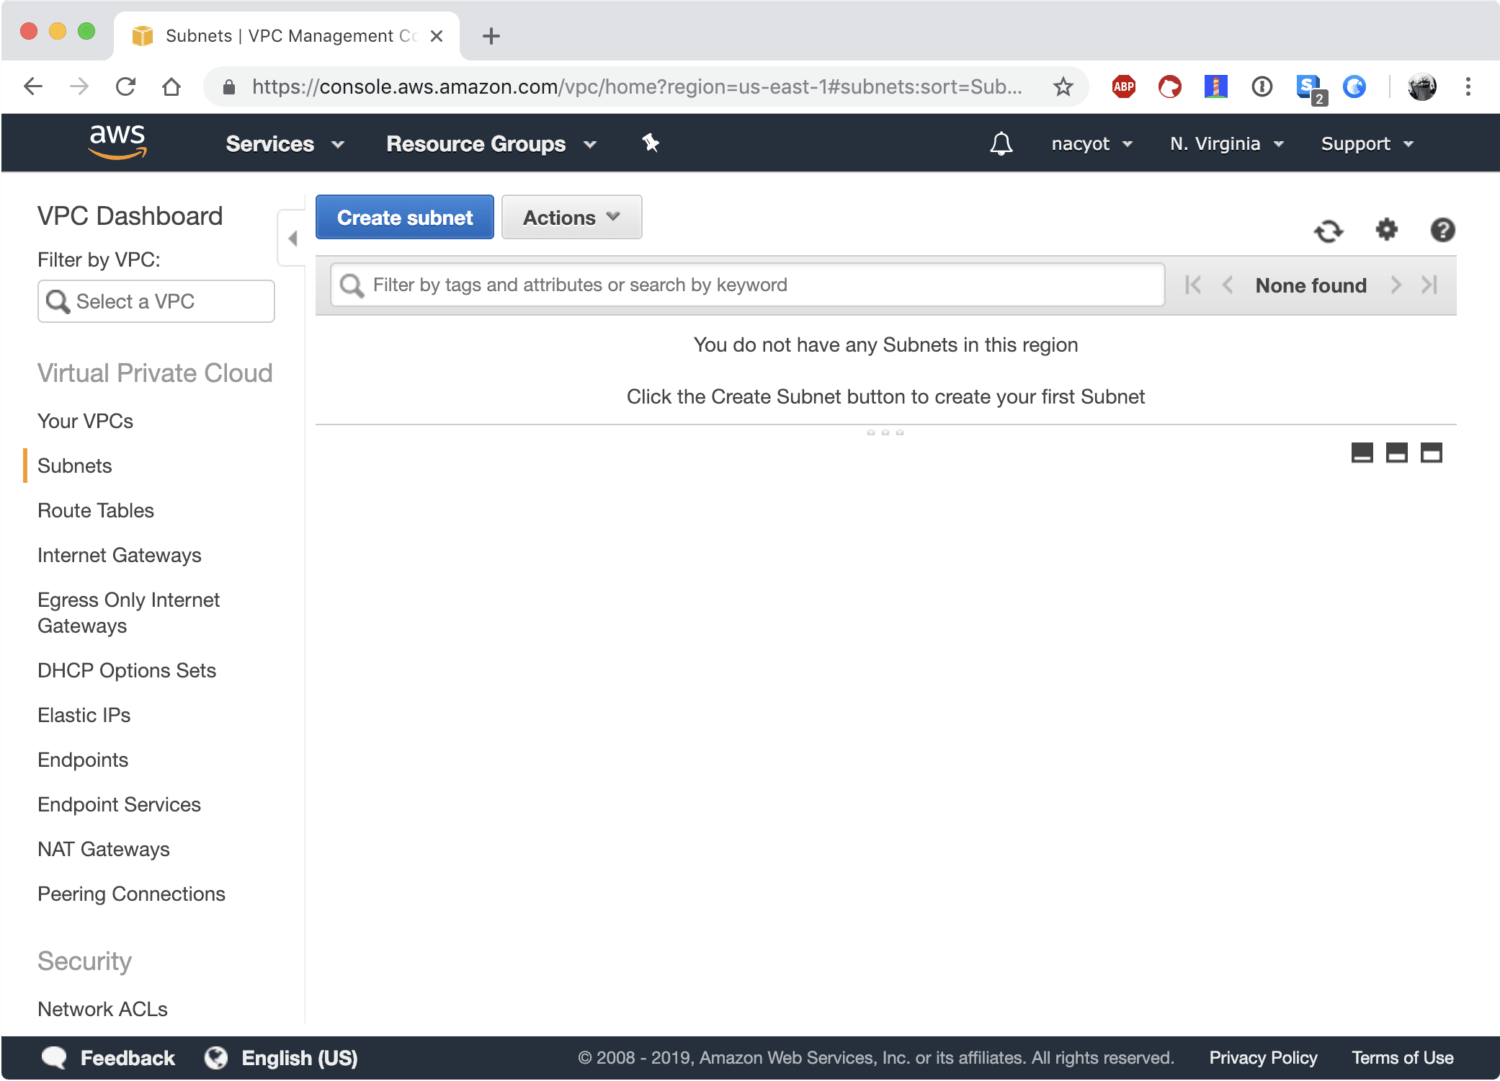 Subnets | VPC Management Co
https://console.aws.amazon.com/vpc/home?region=us-east-1#subnets:sort=Sub...
ABP
S
2
aws
Services
Resource Groups
nacyot
N. Virginia
Support
VPC Dashboard
Filter by VPC:
Select a VPC
Virtual Private Cloud
Your VPCs
Subnets
Route Tables
Internet Gateways
Egress Only Internet
Gateways
DHCP Options Sets
Elastic IPs
Endpoints
Endpoint Services
NAT Gateways
Peering Connections
Security
Network ACLs
Create subnet
Actions
?
Filter by tags and attributes or search by keyword
None found
You do not have any Subnets in this region
Click the Create Subnet button to create your first Subnet
Feedback
English (US)
© 2008 - 2019, Amazon Web Services, Inc. or its affiliates. All rights reserved.
Privacy Policy
Terms of Use